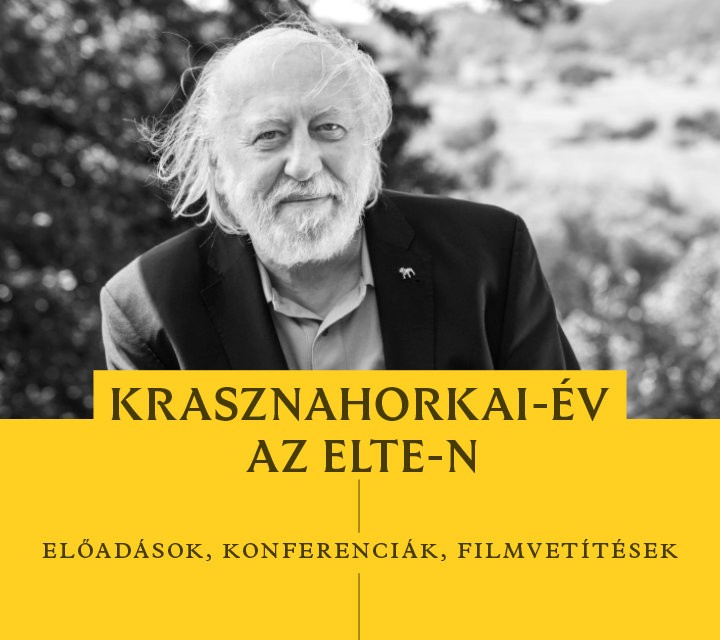 KRASZNAHORKAI-ÉV
AZ ELTE-N
ELŐADÁSOK, KONFERENCIÁK, FILMVETÍTÉSEK